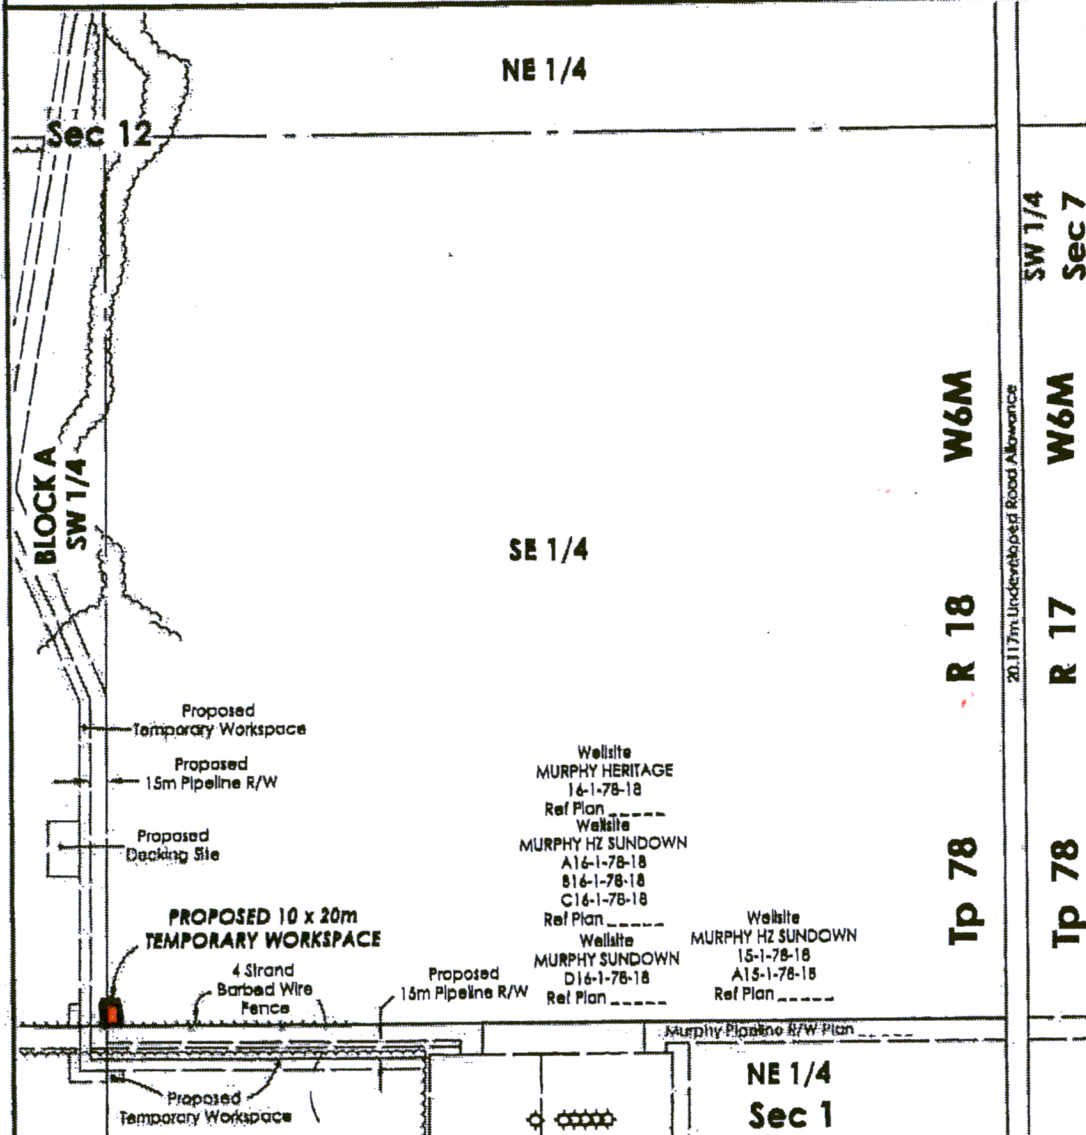 NE 1/4
Sec 12
SW 1/4
Sec 7
W6M
W6M
BLOCK A
SW 1/4
20.117m Undeveloped Road Allowance
SE 1/4
R 18
R 17
Proposed
Temporary Workspace
Proposed
15m Pipeline R/W
Proposed
Decking Site
Wellsite
MURPHY HERITAGE
16-1-78-18
Ref Plan _____
Wellsite
MURPHY HZ SUNDOWN
A16-1-78-18
B16-1-78-18
C16-1-78-18
Ref Plan _____
Wellsite
MURPHY SUNDOWN
D16-1-78-18
Ref Plan _____
Wellsite
MURPHY HZ SUNDOWN
15-1-78-18
A15-1-78-18
Ref Plan _____
Tp 78
Tp 78
PROPOSED 10 x 20m
TEMPORARY WORKSPACE
4 Strand
Barbed Wire
Fence
Proposed
15m Pipeline R/W
Murphy Pipeline R/W Plan _____
NE 1/4
Sec 1
Proposed
Temporary Workspace